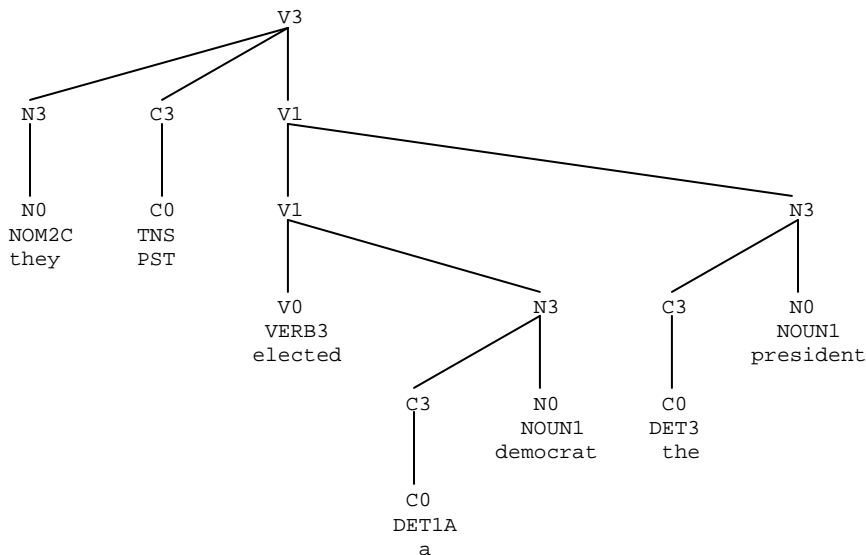 V3
N3 C3 V1
N0 C0 V1 N3
NOM2C TNS
they PST
V0 N3 C3 N0
VERB3 NOUN1
elected president
C3 N0 C0
NOUN1 DET3
democrat the
C0
DET1A
a